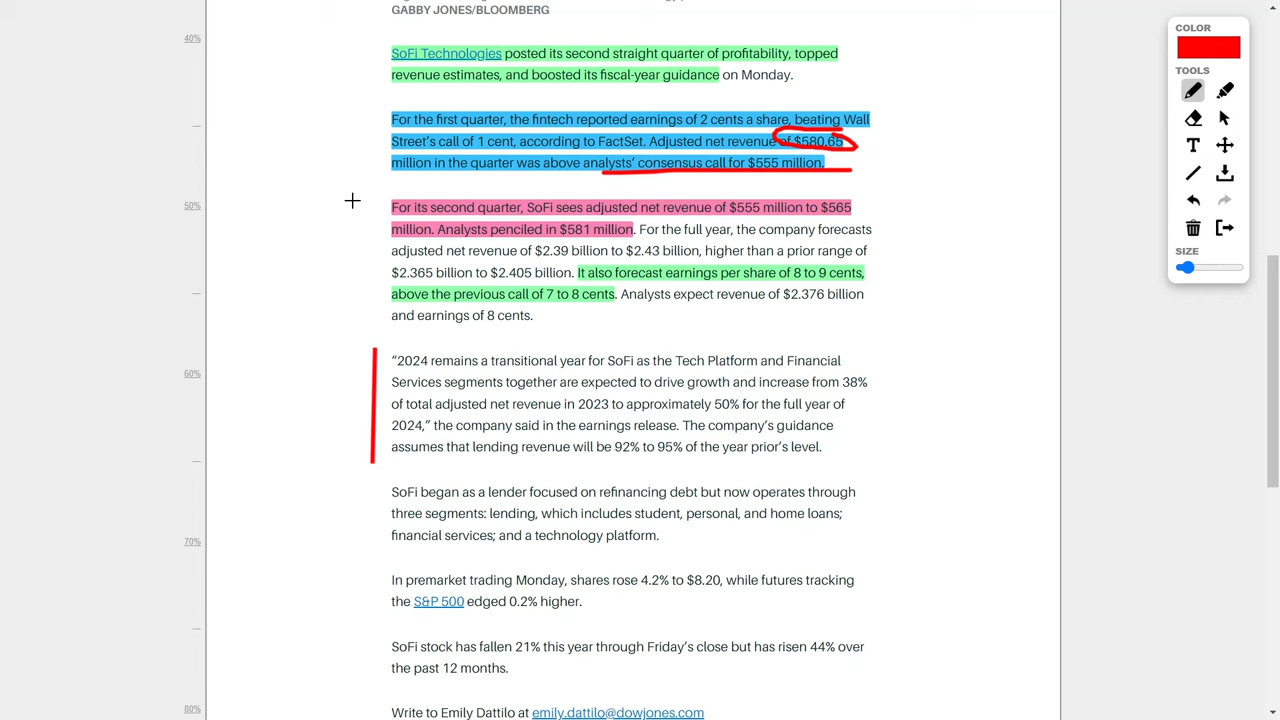 GABBY JONES/BLOOMBERG
SoFi Technologies posted its second straight quarter of profitability, topped
revenue estimates, and boosted its fiscal-year guidance on Monday.
For the first quarter, the fintech reported earnings of 2 cents a share, beating Wall
Street’s call of 1 cent, according to FactSet. Adjusted net revenue of $580.65
million in the quarter was above analysts’ consensus call for $555 million.
For its second quarter, SoFi sees adjusted net revenue of $555 million to $565
million. Analysts penciled in $581 million. For the full year, the company forecasts
adjusted net revenue of $2.39 billion to $2.43 billion, higher than a prior range of
$2.365 billion to $2.405 billion. It also forecast earnings per share of 8 to 9 cents,
above the previous call of 7 to 8 cents. Analysts expect revenue of $2.376 billion
and earnings of 8 cents.
“2024 remains a transitional year for SoFi as the Tech Platform and Financial
Services segments together are expected to drive growth and increase from 38%
of total adjusted net revenue in 2023 to approximately 50% for the full year of
2024,” the company said in the earnings release. The company’s guidance
assumes that lending revenue will be 92% to 95% of the year prior’s level.
SoFi began as a lender focused on refinancing debt but now operates through
three segments: lending, which includes student, personal, and home loans;
financial services; and a technology platform.
In premarket trading Monday, shares rose 4.2% to $8.20, while futures tracking
the S&P 500 edged 0.2% higher.
SoFi stock has fallen 21% this year through Friday’s close but has risen 44% over
the past 12 months.
Write to Emily Dattilo at emily.dattilo@dowjones.com
40%
50%
60%
70%
80%
COLOR
TOOLS
T
SIZE